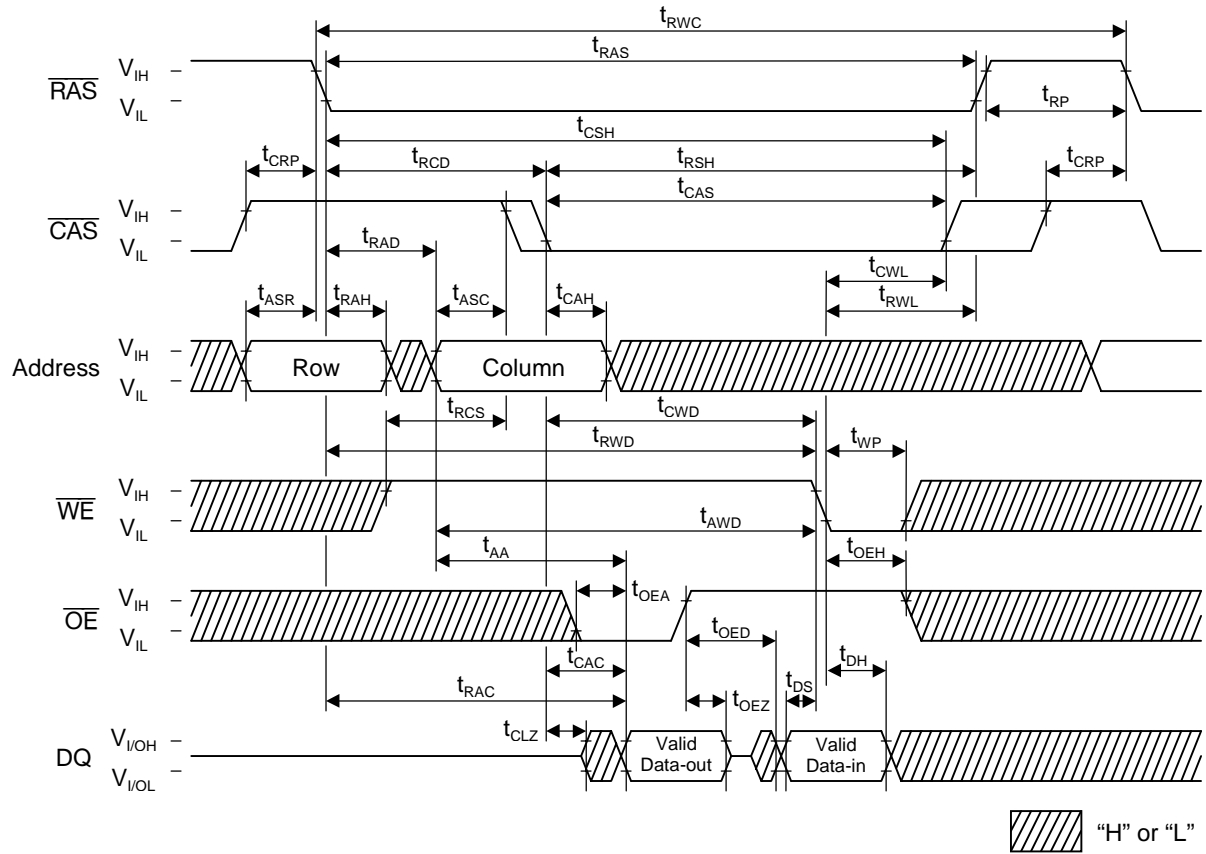 tRWC
tRAS
RAS
VIH
VIL
tRP
tCSH
tCRP
tRCD
tRSH
tCRP
tCAS
CAS
VIH
VIL
tRAD
tCWL
tRWL
tASR
tRAH
tASC
tCAH
Address
VIH
VIL
Row
Column
tRCS
tCWD
tRWD
tWP
WE
VIH
VIL
tAWD
tAA
tOEH
OE
VIH
VIL
tOEA
tOED
tCAC
tDH
tRAC
tOEZ
tDS
tCLZ
DQ
VI/OH
VI/OL
Valid
Data-out
Valid
Data-in
“H” or “L”